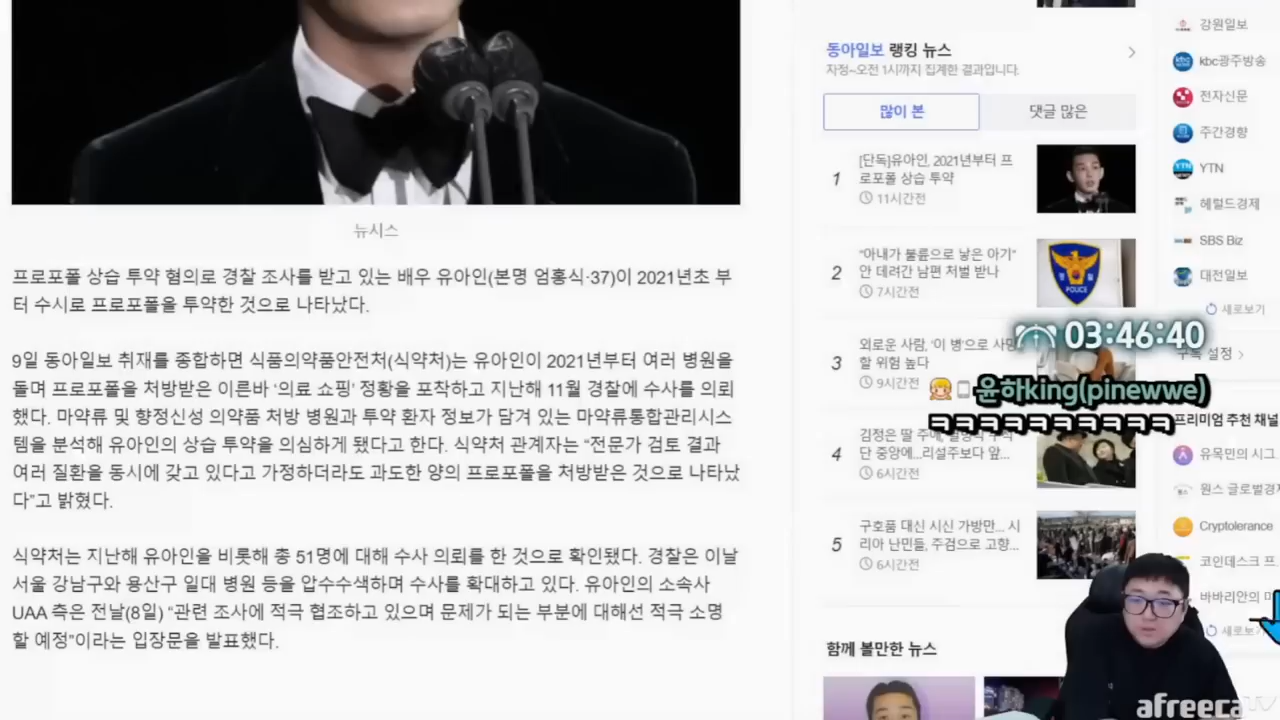 뉴시스
프로포폴 상습 투약 혐의로 경찰 조사를 받고 있는 배우 유아인(본명 엄홍식·37)이 2021년초 부
터 수시로 프로포폴을 투약한 것으로 나타났다.
9일 동아일보 취재를 종합하면 식품의약품안전처(식약처)는 유아인이 2021년부터 여러 병원을
돌며 프로포폴을 처방받은 이른바 ‘의료 쇼핑’ 정황을 포착하고 지난해 11월 경찰에 수사를 의뢰
했다. 마약류 및 향정신성 의약품 처방 병원과 투약 환자 정보가 담겨 있는 마약류통합관리시스
템을 분석해 유아인의 상습 투약을 의심하게 됐다고 한다. 식약처 관계자는 “전문가 검토 결과
여러 질환을 동시에 갖고 있다고 가정하더라도 과도한 양의 프로포폴을 처방받은 것으로 나타났
다”고 밝혔다.
식약처는 지난해 유아인을 비롯해 총 51명에 대해 수사 의뢰를 한 것으로 확인됐다. 경찰은 이날
서울 강남구와 용산구 일대 병원 등을 압수수색하며 수사를 확대하고 있다. 유아인의 소속사
UAA 측은 전날(8일) “관련 조사에 적극 협조하고 있으며 문제가 되는 부분에 대해선 적극 소명
할 예정”이라는 입장문을 발표했다.
동아일보 랭킹 뉴스
자정~오전 1시까지 집계한 결과입니다.
많이 본
댓글 많은
1
[단독]유아인, 2021년부터 프
로포폴 상습 투약
11시간전
2
“아내가 불륜으로 낳은 아기”
안 데려간 남편 처벌 받나
7시간전
POLICE
3
외로운 사람, ‘이 병’으로 사망
할 위험 높다
9시간전
4
김정은 딸 주애,
단 중앙에...리설주보다 앞...
6시간전
5
구호품 대신 시신 가방만... 시
리아 난민들, 주검으로 고향...
6시간전
함께 볼만한 뉴스
강원일보
kbc광주방송
전자신문
주간경향
YTN
헤럴드경제
SBS Biz
대전일보
새로보기
구독 설정
03:46:40
윤하king(pinewwe)
ㅋㅋㅋㅋㅋㅋㅋㅋㅋㅋ
프리미엄 추천 채널
유목민의 시그
원스 글로벌경제
Cryptolerance
코인데스크 프
바바리안의 미
새로보기
afreecaTV